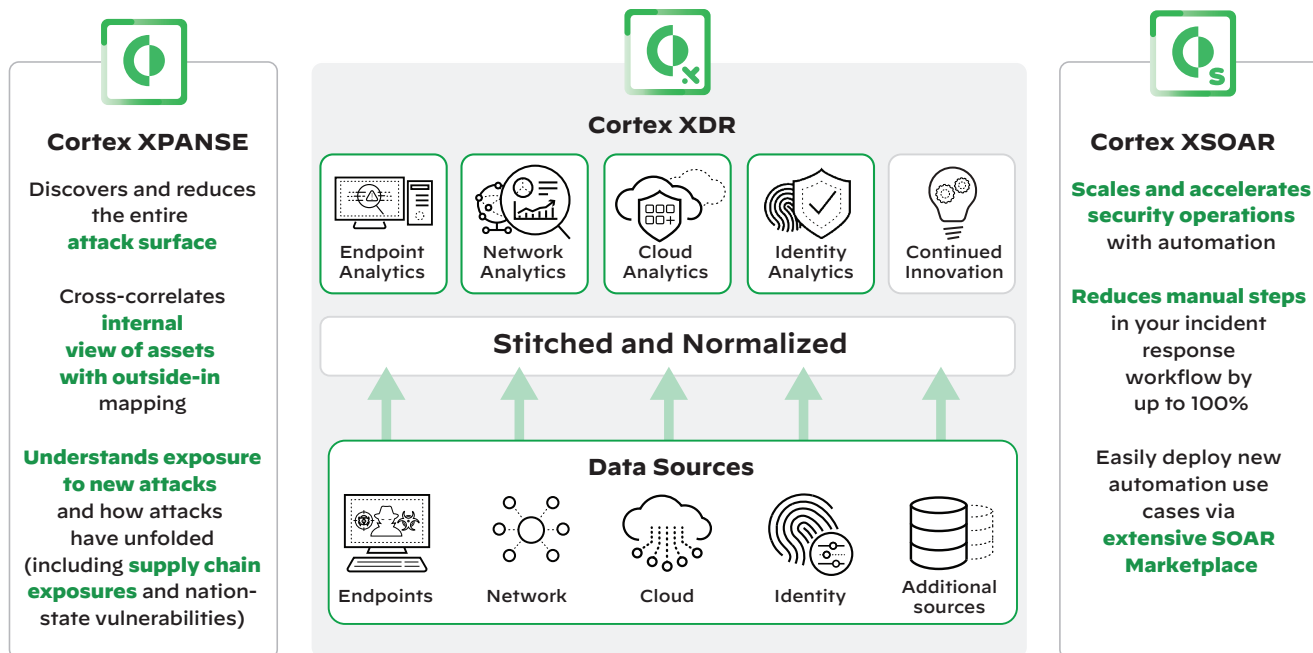 Cortex XPANSE
Discovers and reduces
the entire
attack surface
Cross-correlates
internal
view of assets
with outside-in
mapping
Understands exposure
to new attacks
and how attacks
have unfolded
(including supply chain
exposures and nation-
state vulnerabilities)
Cortex XDR
Endpoint
Analytics
Network
Analytics
Cloud
Analytics
Identity
Analytics
Continued
Innovation
Stitched and Normalized
Data Sources
Endpoints
Network
Cloud
Identity
Additional
sources
S
Cortex XSOAR
Scales and accelerates
security operations
with automation
Reduces manual steps
in your incident
response
workflow by
up to 100%
Easily deploy new
automation use
cases via
extensive SOAR
Marketplace